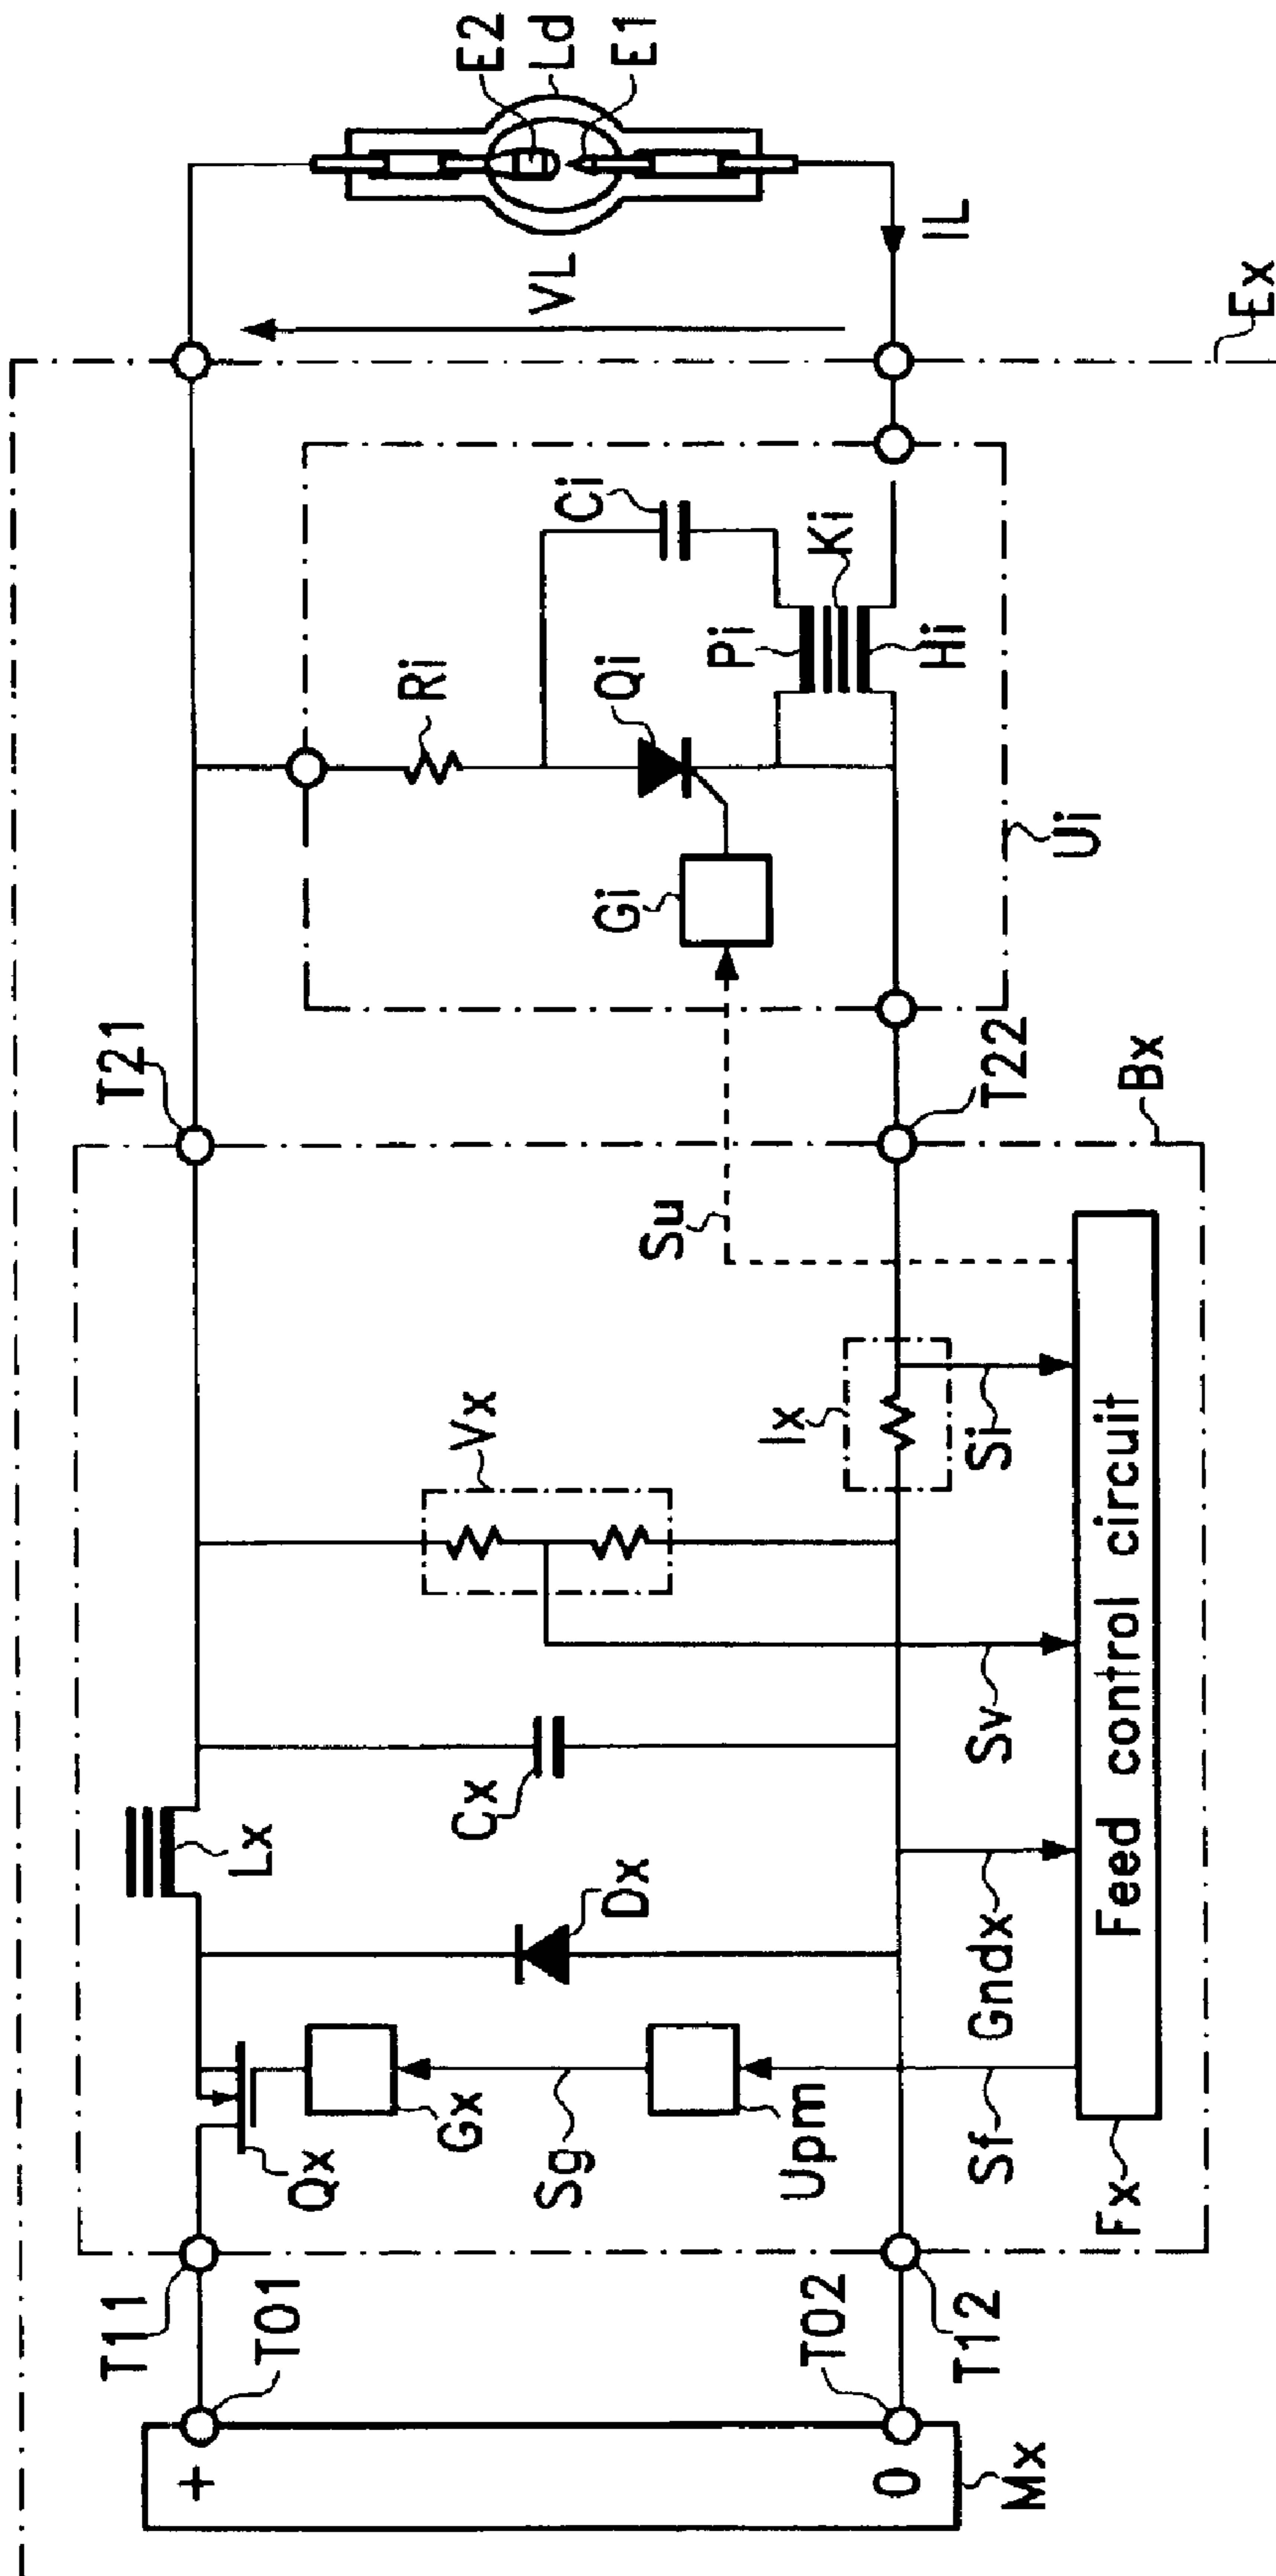 E2
Ld
E1
VL
IL
Ex
Ci
Ki
Pi
Hi
Ri
Qi
Gi
Ui
T21
T22
Bx
Su
Vx
Ix
Si
Sv
Cx
Lx
Dx
Gndx
Feed control circuit
Qx
Gx
Sg
Upm
Sf
Fx
T11
T01
T02
T12
+
0
Mx